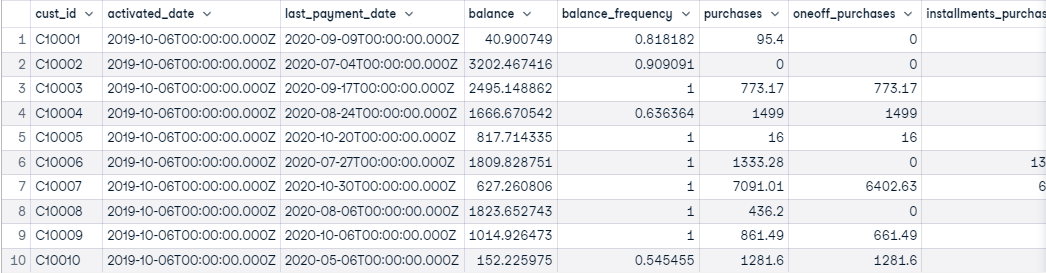 cust_id activated_date last_payment_date balance balance_frequency purchases oneoff_purchases installments_purchas
1 C10001 2019-10-06T00:00:00.000Z 2020-09-09T00:00:00.000Z 40.900749 0.818182 95.4 0
2 C10002 2019-10-06T00:00:00.000Z 2020-07-04T00:00:00.000Z 3202.467416 0.909091 0 0
3 C10003 2019-10-06T00:00:00.000Z 2020-09-17T00:00:00.000Z 2495.148862 1 773.17 773.17
4 C10004 2019-10-06T00:00:00.000Z 2020-08-24T00:00:00.000Z 1666.670542 0.636364 1499 1499
5 C10005 2019-10-06T00:00:00.000Z 2020-10-20T00:00:00.000Z 817.714335 1 16 16
6 C10006 2019-10-06T00:00:00.000Z 2020-07-27T00:00:00.000Z 1809.828751 1 1333.28 0 13
7 C10007 2019-10-06T00:00:00.000Z 2020-10-30T00:00:00.000Z 627.260806 1 7091.01 6402.63 6
8 C10008 2019-10-06T00:00:00.000Z 2020-08-06T00:00:00.000Z 1823.652743 1 436.2 0
9 C10009 2019-10-06T00:00:00.000Z 2020-10-06T00:00:00.000Z 1014.926473 1 861.49 661.49
10 C10010 2019-10-06T00:00:00.000Z 2020-05-06T00:00:00.000Z 152.225975 0.545455 1281.6 1281.6